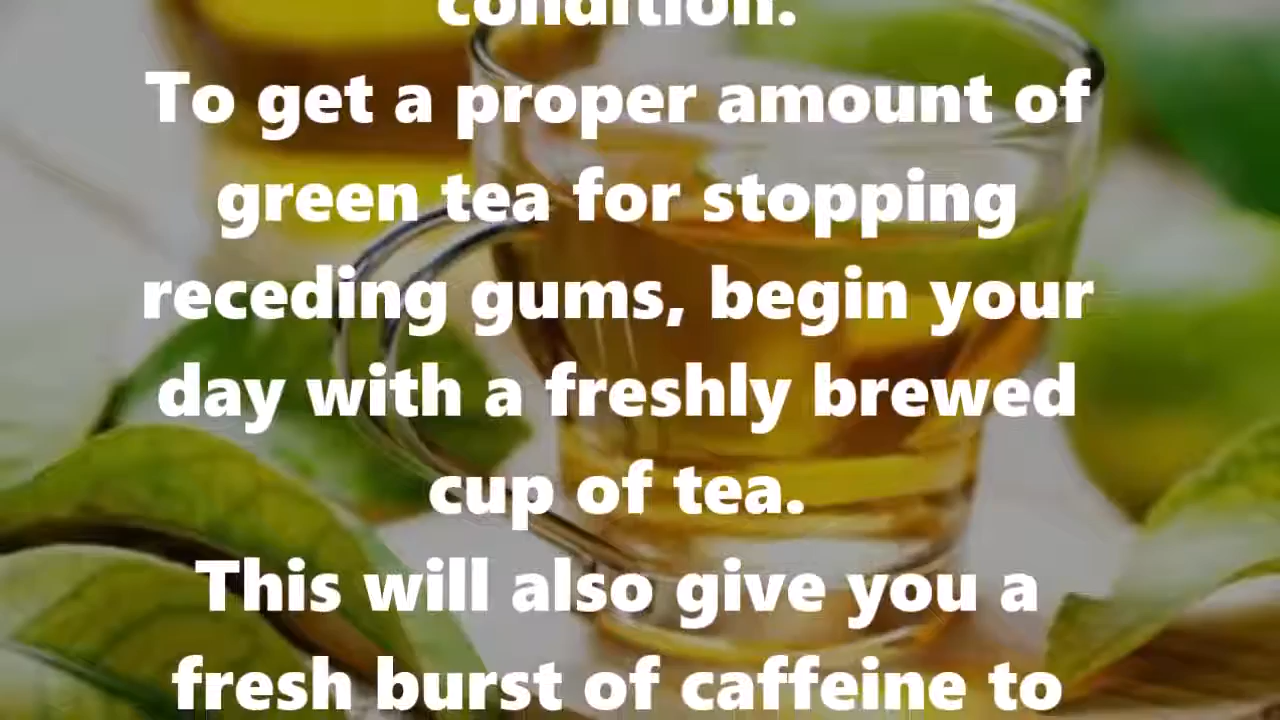 condition.
To get a proper amount of
green tea for stopping
receding gums, begin your
day with a freshly brewed
cup of tea.
This will also give you a
fresh burst of caffeine to